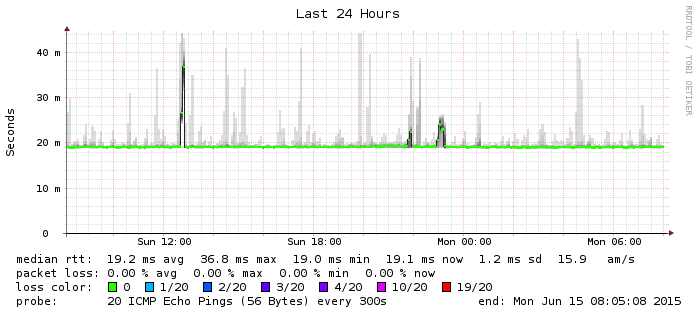 Last 24 Hours
RRDTOOL / TOBI OETIKER
Seconds
40 m
30 m
20 m
10 m
0
Sun 12:00 Sun 18:00 Mon 00:00 Mon 06:00
median rtt: 19.2 ms avg 36.8 ms max 19.0 ms min 19.1 ms now 1.2 ms sd 15.9 am/s
packet loss: 0.00 % avg 0.00 % max 0.00 % min 0.00 % now
loss color: 0 1/20 2/20 3/20 4/20 10/20 19/20
probe: 20 ICMP Echo Pings (56 Bytes) every 300s end: Mon Jun 15 08:05:08 2015